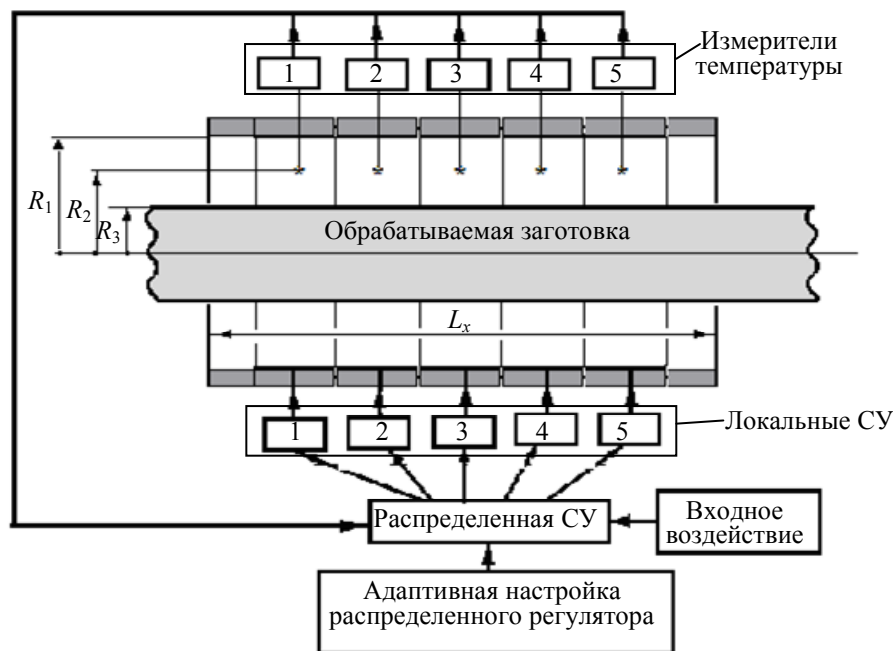 Измерители
температуры
1 2 3 4 5
R1
R2
R3
Обрабатываемая заготовка
Lx
Локальные СУ
1 2 3 4 5
Распределенная СУ
Входное
воздействие
Адаптивная настройка
распределенного регулятора